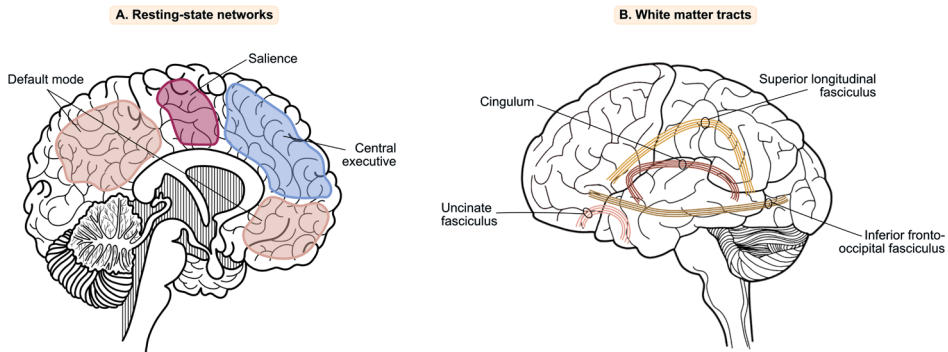 A. Resting-state networks
Default mode
Salience
Central
executive
B. White matter tracts
Cingulum
Superior longitudinal
fasciculus
Uncinate
fasciculus
Inferior fronto-
occipital fasciculus